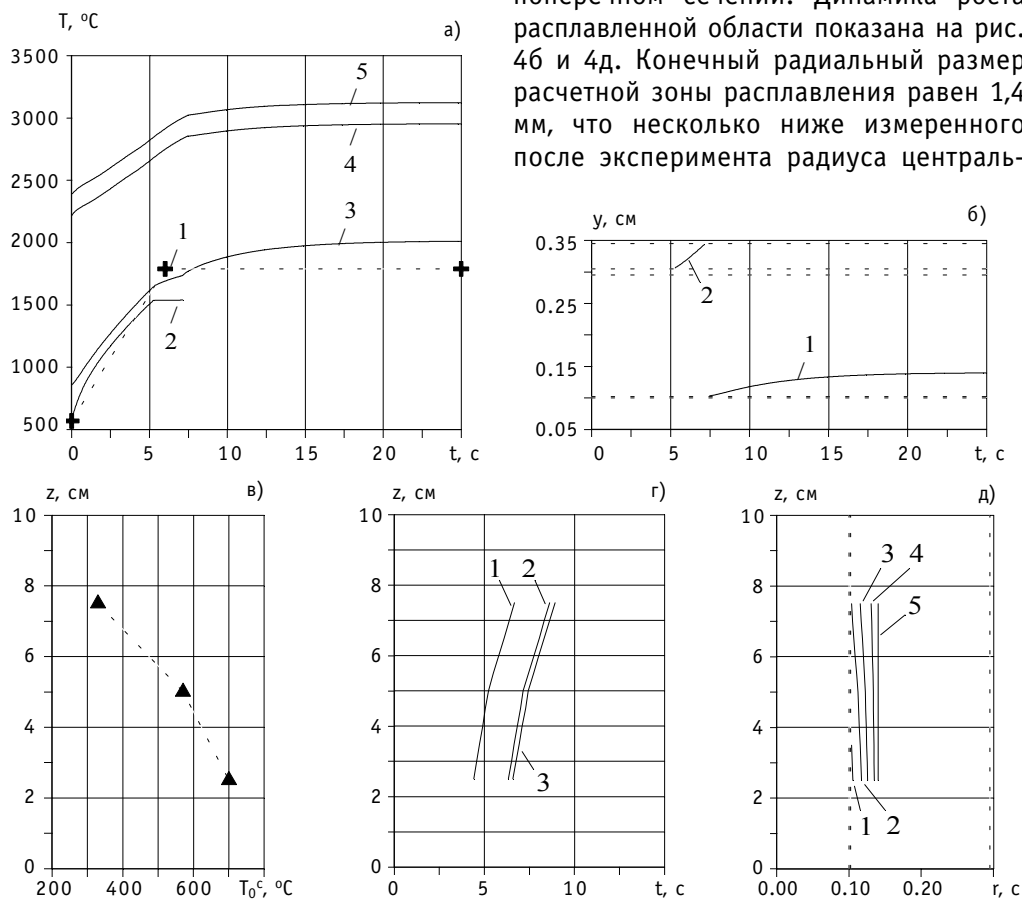 поперечном сечении. Динамика роста
расплавленной области показана на рис.
4б и 4д. Конечный радиальный размер
расчетной зоны расплавления равен 1,4
мм, что несколько ниже измеренного
после эксперимента радиуса централь-
T, ºC
а)
3500
3000
2500
2000
1500
1000
500
5
4
3
1
2
0 5 10 15 20 t, с
y, см
б)
0.35
0.25
0.15
0.05
2
1
0 5 10 15 20 t, с
z, см
в)
10
8
6
4
2
0
200 400 600 T₀ᶜ, ºC
z, см
г)
10
8
6
4
2
0
1 2
3
0 5 10 t, с
z, см
д)
10
8
6
4
2
0
3 4
5
1 2
0.00 0.10 0.20 r, с